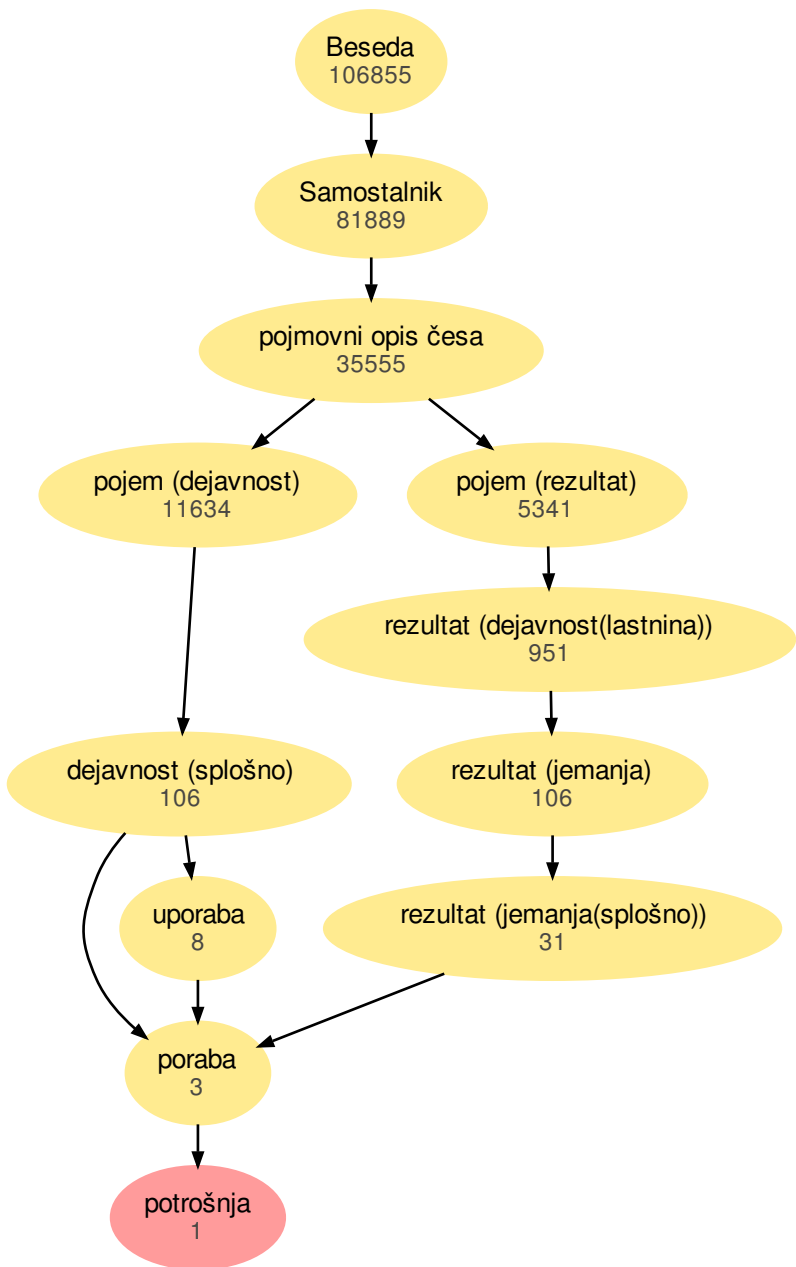 Beseda
106855
Samostalnik
81889
pojmovni opis česa
35555
pojem (dejavnost)
11634
pojem (rezultat)
5341
rezultat (dejavnost(lastnina))
951
dejavnost (splošno)
106
rezultat (jemanja)
106
uporaba
8
rezultat (jemanja(splošno))
31
poraba
3
potrošnja
1